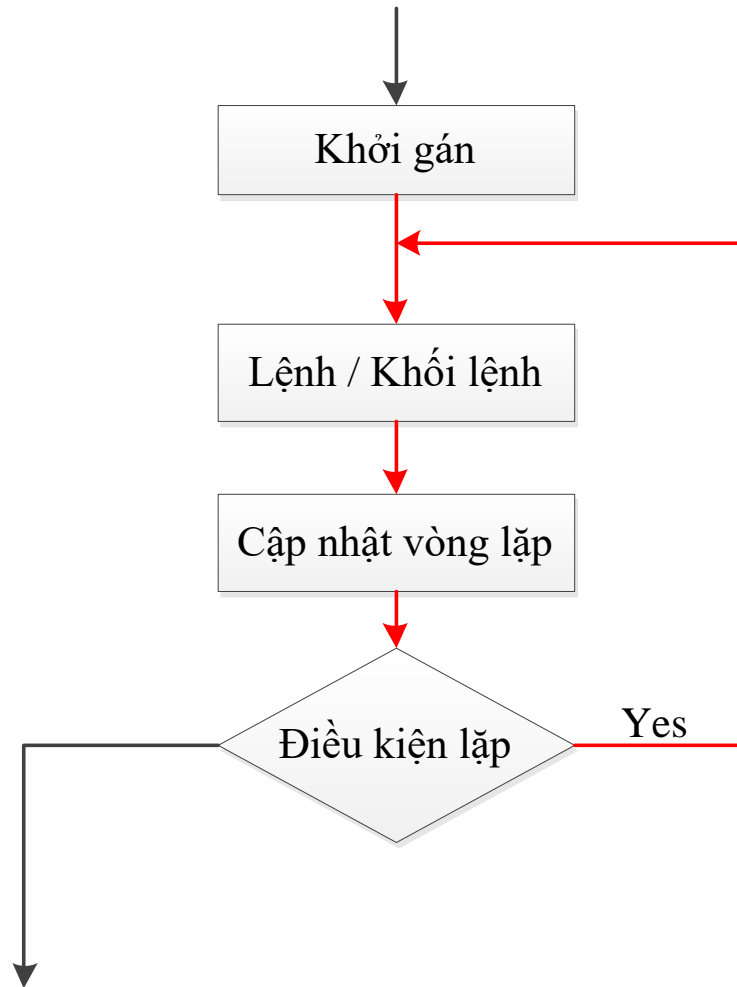 Khởi gán
Lệnh / Khối lệnh
Cập nhật vòng lặp
Điều kiện lặp
Yes